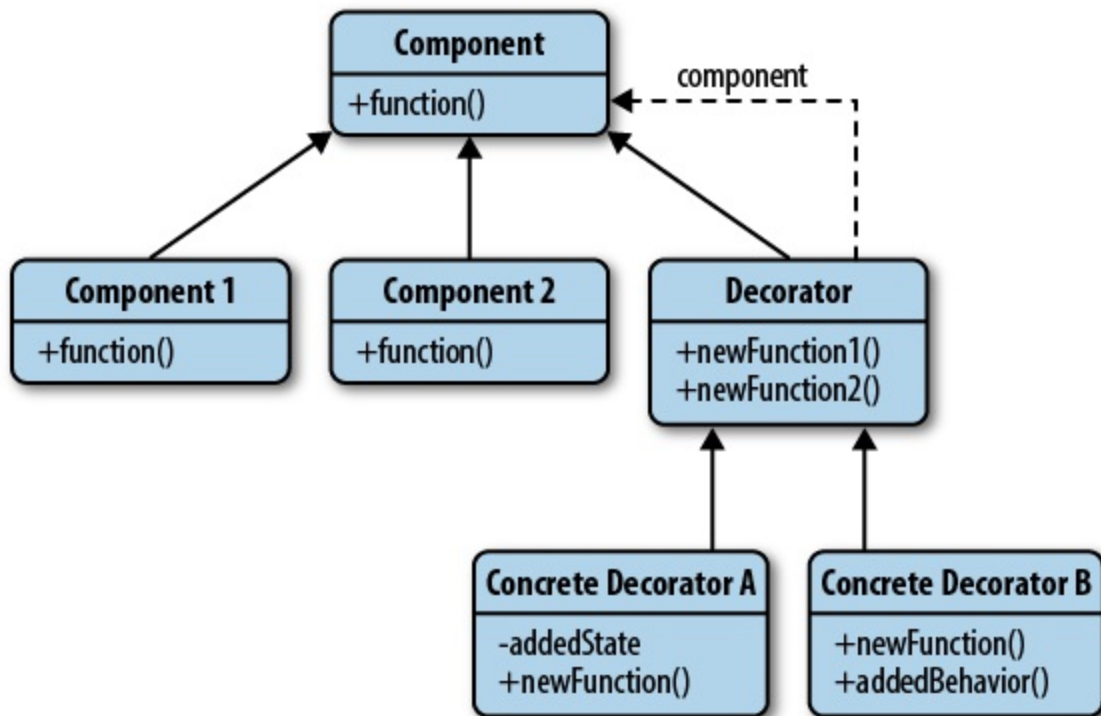 Component
+function()
component
Component 1
+function()
Component 2
+function()
Decorator
+newFunction1()
+newFunction2()
Concrete Decorator A
-addedState
+newFunction()
Concrete Decorator B
+newFunction()
+addedBehavior()